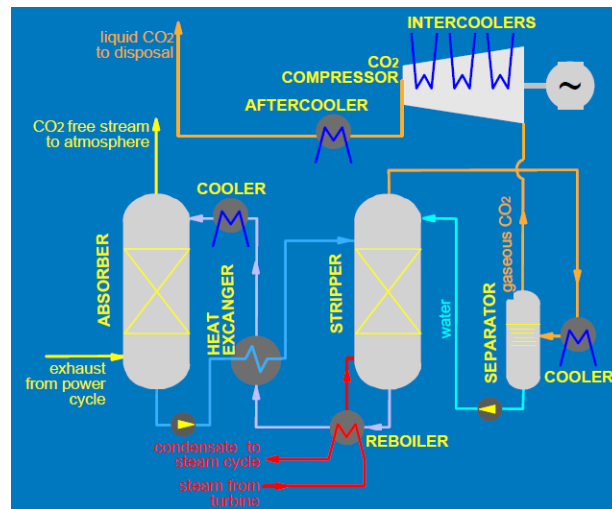 liquid CO2
to disposal
INTERCOOLERS
CO2
COMPRESSOR
~
AFTERCOOLER
CO2 free stream
to atmosphere
COOLER
ABSORBER
HEAT
EXCANGER
STRIPPER
water
SEPARATOR
gaseous CO2
COOLER
exhaust
from power
cycle
REBOILER
condensate to
steam cycle
steam from
turbine